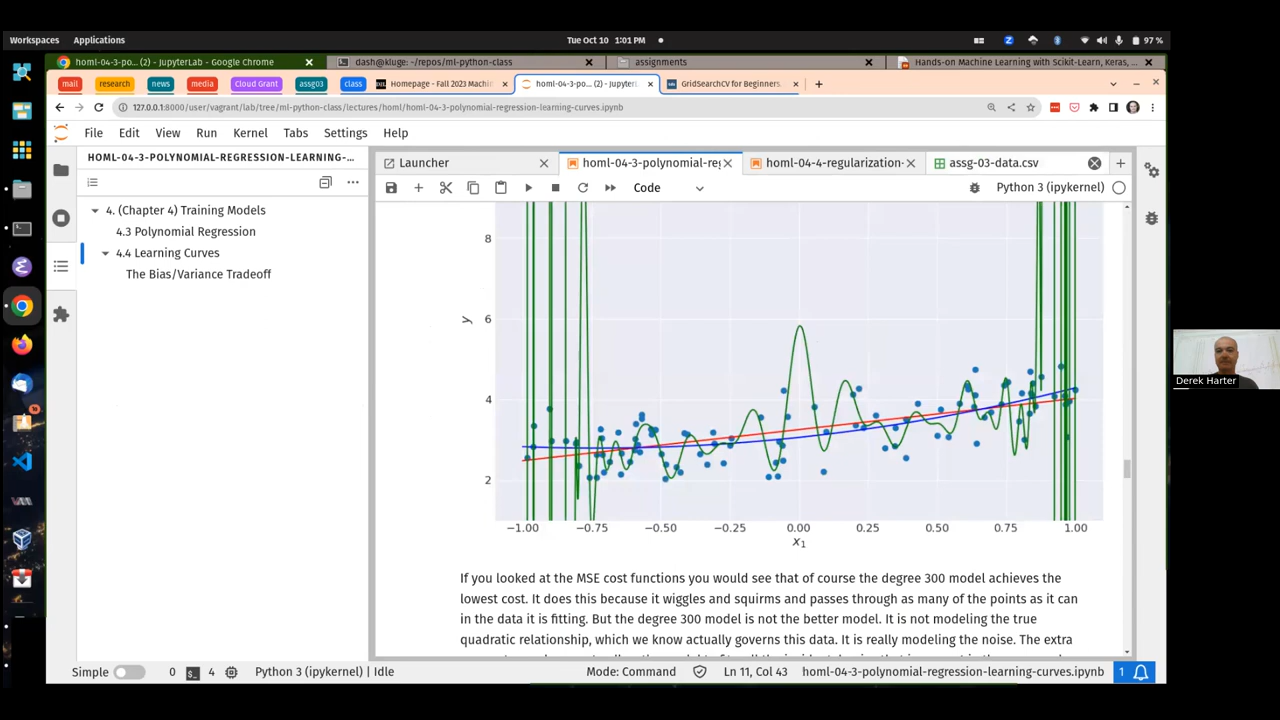 Workspaces Applications Tue Oct 10 1:01 PM 97 %
homl-04-3-po... (2) - JupyterLab - Google Chrome dash@kluge: ~/repos/ml-python-class assignments Hands-on Machine Learning with Scikit-Learn, Keras, ...
mail research news media Cloud Grant assg03 class Homepage - Fall 2023 Machin homl-04-3-po... (2) - Jupyter GridSearchCV for Beginners.
127.0.0.1:8000/user/vagrant/lab/tree/ml-python-class/lectures/homl/homl-04-3-polynomial-regression-learning-curves.ipynb
File Edit View Run Kernel Tabs Settings Help
HOML-04-3-POLYNOMIAL-REGRESSION-LEARNING-...
Launcher homl-04-3-polynomial-reg homl-04-4-regularization- assg-03-data.csv
Code Python 3 (ipykernel)
4. (Chapter 4) Training Models
4.3 Polynomial Regression
4.4 Learning Curves
The Bias/Variance Tradeoff
8
6
4
2
y
−1.00 −0.75 −0.50 −0.25 0.00 0.25 0.50 0.75 1.00
x1
Derek Harter
If you looked at the MSE cost functions you would see that of course the degree 300 model achieves the
lowest cost. It does this because it wiggles and squirms and passes through as many of the points as it can
in the data it is fitting. But the degree 300 model is not the better model. It is not modeling the true
quadratic relationship, which we know actually governs this data. It is really modeling the noise. The extra
Simple 0 4 Python 3 (ipykernel) | Idle Mode: Command Ln 11, Col 43 homl-04-3-polynomial-regression-learning-curves.ipynb 1